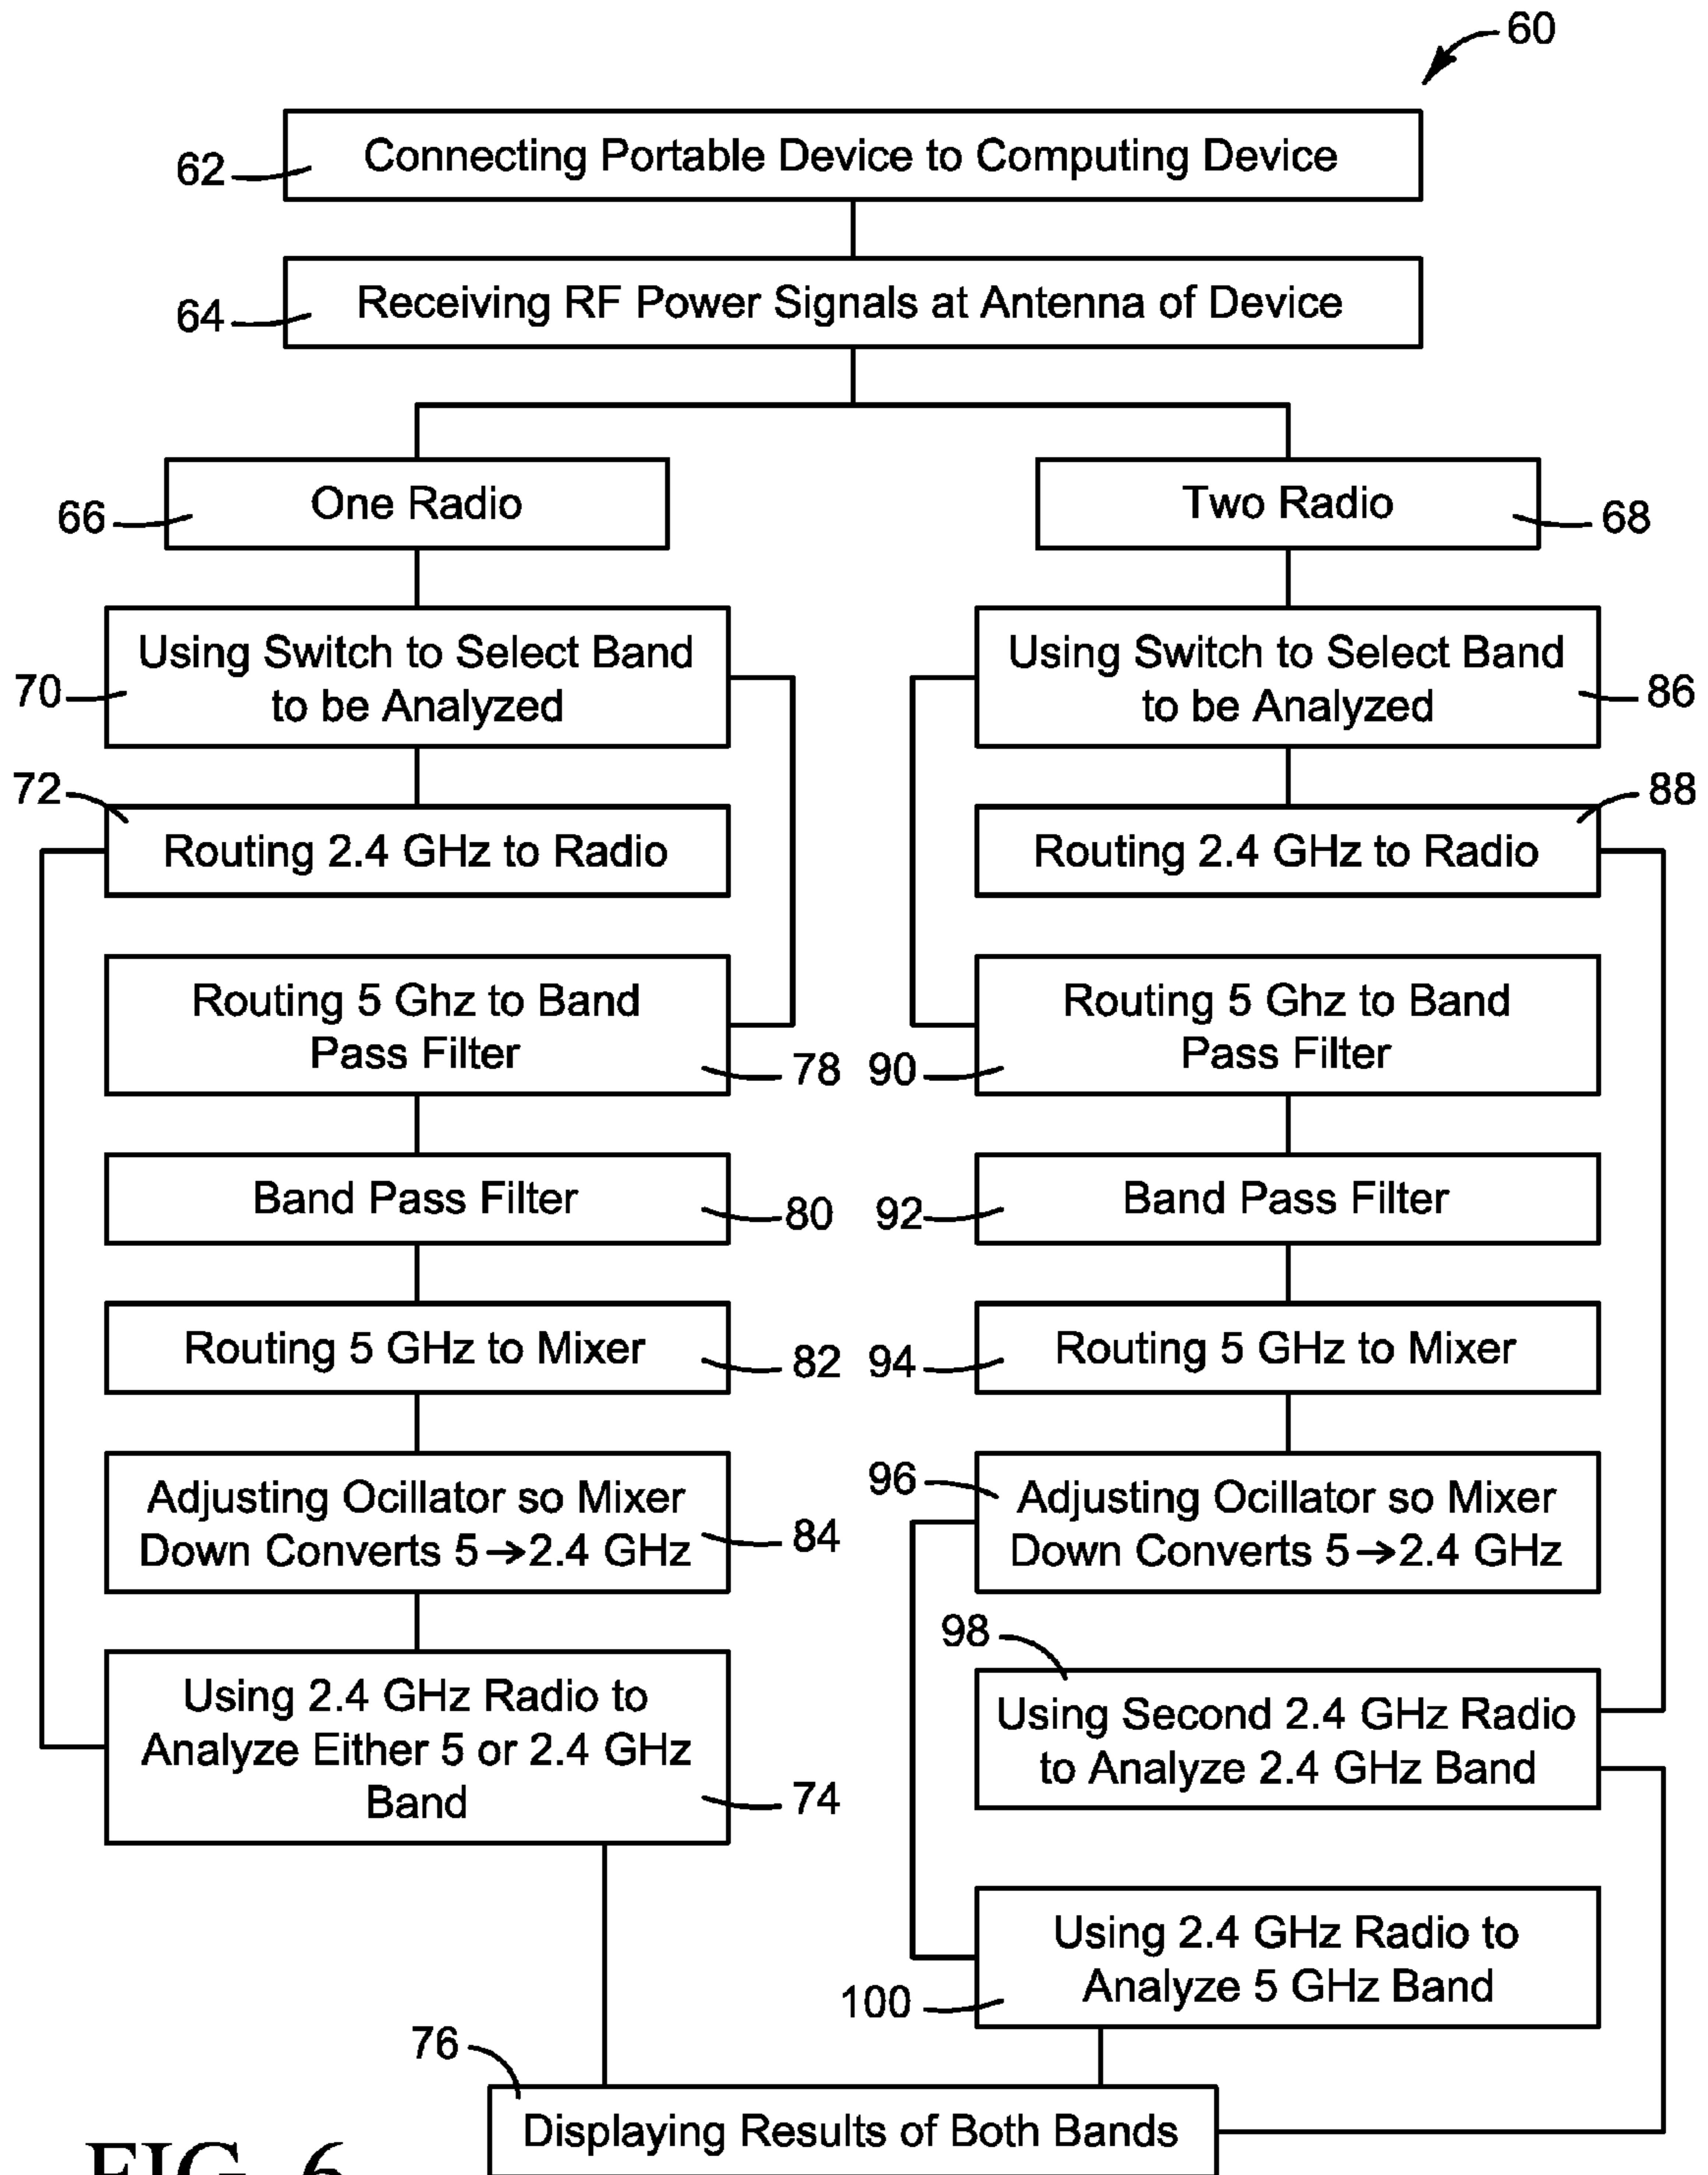 60
Connecting Portable Device to Computing Device
62
Receiving RF Power Signals at Antenna of Device
64
One Radio
66
Two Radio
68
Using Switch to Select Band
to be Analyzed
70
Using Switch to Select Band
to be Analyzed
86
72
Routing 2.4 GHz to Radio
88
Routing 2.4 GHz to Radio
Routing 5 Ghz to Band
Pass Filter
78
90
Routing 5 Ghz to Band
Pass Filter
Band Pass Filter
80
92
Band Pass Filter
Routing 5 GHz to Mixer
82
94
Routing 5 GHz to Mixer
Adjusting Ocillator so Mixer
Down Converts 5→2.4 GHz
84
96
Adjusting Ocillator so Mixer
Down Converts 5→2.4 GHz
Using 2.4 GHz Radio to
Analyze Either 5 or 2.4 GHz
Band
74
98
Using Second 2.4 GHz Radio
to Analyze 2.4 GHz Band
Using 2.4 GHz Radio to
Analyze 5 GHz Band
100
76
Displaying Results of Both Bands
FIG. 6